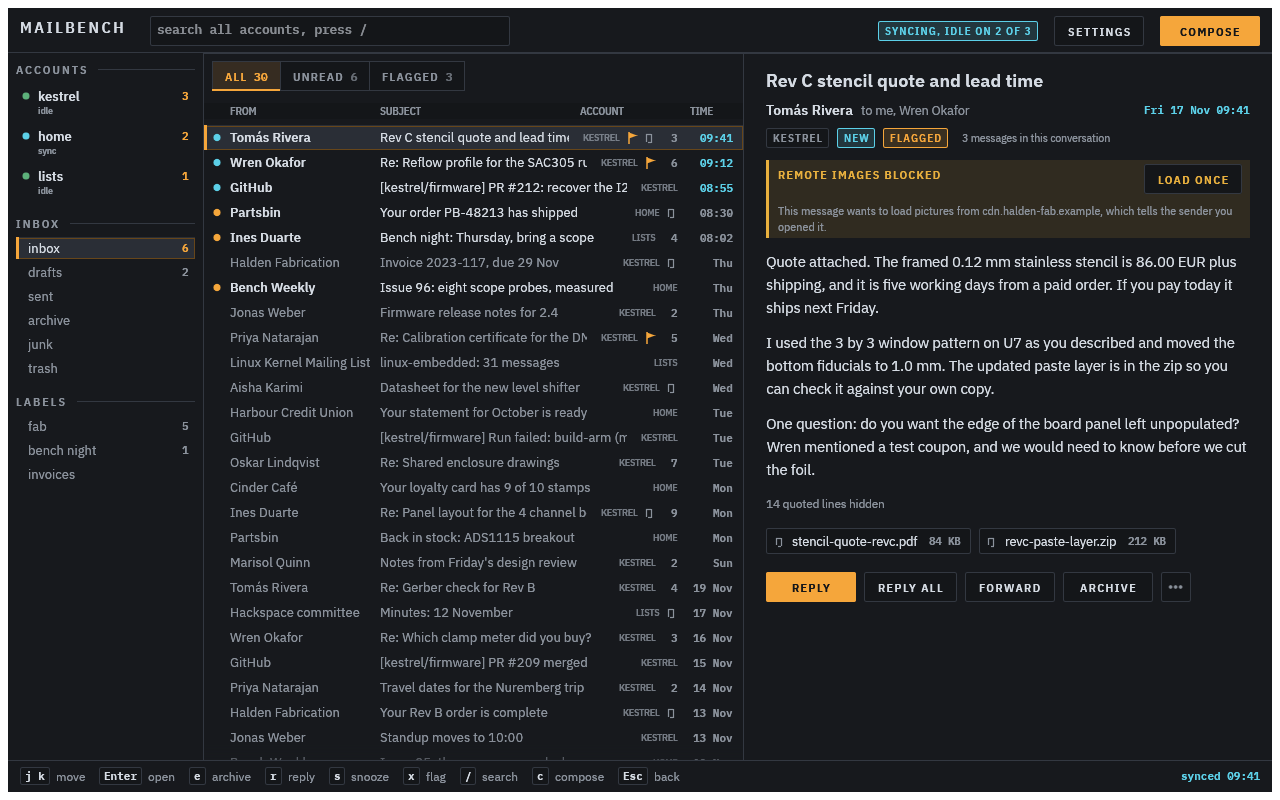 MAILBENCH
search all accounts, press /
SYNCING, IDLE ON 2 OF 3
SETTINGS
COMPOSE
ACCOUNTS
kestrel 3
idle
home 2
sync
lists 1
idle
INBOX
inbox 6
drafts 2
sent
archive
junk
trash
LABELS
fab 5
bench night 1
invoices
ALL 30 UNREAD 6 FLAGGED 3
FROM SUBJECT ACCOUNT TIME
Tomás Rivera Rev C stencil quote and lead time KESTREL 3 09:41
Wren Okafor Re: Reflow profile for the SAC305 ru KESTREL 6 09:12
GitHub [kestrel/firmware] PR #212: recover the I2 KESTREL 08:55
Partsbin Your order PB-48213 has shipped HOME 08:30
Ines Duarte Bench night: Thursday, bring a scope LISTS 4 08:02
Halden Fabrication Invoice 2023-117, due 29 Nov KESTREL Thu
Bench Weekly Issue 96: eight scope probes, measured HOME Thu
Jonas Weber Firmware release notes for 2.4 KESTREL 2 Thu
Priya Natarajan Re: Calibration certificate for the DM KESTREL 5 Wed
Linux Kernel Mailing List linux-embedded: 31 messages LISTS Wed
Aisha Karimi Datasheet for the new level shifter KESTREL Wed
Harbour Credit Union Your statement for October is ready HOME Tue
GitHub [kestrel/firmware] Run failed: build-arm (m KESTREL Tue
Oskar Lindqvist Re: Shared enclosure drawings KESTREL 7 Tue
Cinder Café Your loyalty card has 9 of 10 stamps HOME Mon
Ines Duarte Re: Panel layout for the 4 channel b KESTREL 9 Mon
Partsbin Back in stock: ADS1115 breakout HOME Mon
Marisol Quinn Notes from Friday's design review KESTREL 2 Sun
Tomás Rivera Re: Gerber check for Rev B KESTREL 4 19 Nov
Hackspace committee Minutes: 12 November LISTS 17 Nov
Wren Okafor Re: Which clamp meter did you buy? KESTREL 3 16 Nov
GitHub [kestrel/firmware] PR #209 merged KESTREL 15 Nov
Priya Natarajan Travel dates for the Nuremberg trip KESTREL 2 14 Nov
Halden Fabrication Your Rev B order is complete KESTREL 13 Nov
Jonas Weber Standup moves to 10:00 KESTREL 13 Nov
Rev C stencil quote and lead time
Tomás Rivera to me, Wren Okafor Fri 17 Nov 09:41
KESTREL NEW FLAGGED 3 messages in this conversation
REMOTE IMAGES BLOCKED
LOAD ONCE
This message wants to load pictures from cdn.halden-fab.example, which tells the sender you
opened it.
Quote attached. The framed 0.12 mm stainless stencil is 86.00 EUR plus
shipping, and it is five working days from a paid order. If you pay today it
ships next Friday.
I used the 3 by 3 window pattern on U7 as you described and moved the
bottom fiducials to 1.0 mm. The updated paste layer is in the zip so you
can check it against your own copy.
One question: do you want the edge of the board panel left unpopulated?
Wren mentioned a test coupon, and we would need to know before we cut
the foil.
14 quoted lines hidden
stencil-quote-revc.pdf 84 KB revc-paste-layer.zip 212 KB
REPLY REPLY ALL FORWARD ARCHIVE •••
j k move Enter open e archive r reply s snooze x flag / search c compose Esc back
synced 09:41